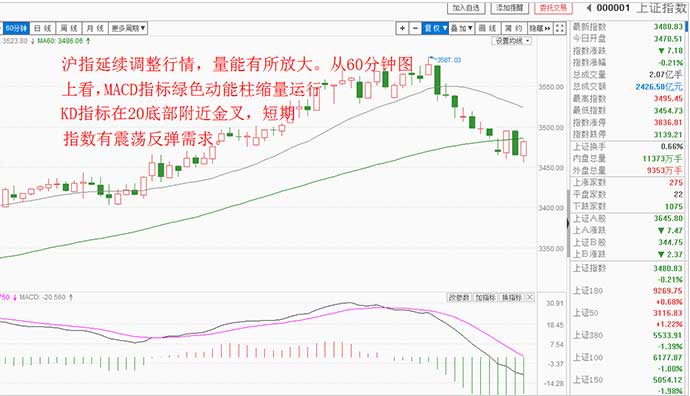 加入自选 添加提醒 委托交易 000001 上证指数
60分钟 日线 周线 月线 更多周期 + - 复权 叠加 画线 简约 隐藏>>
3523.80 MA60: 3486.06 设置均线
沪指延续调整行情，量能有所放大。从60分钟图
上看，MACD指标绿色动能柱缩量运行
KD指标在20底部附近金叉，短期
指数有震荡反弹需求。
3587.03
3550.00
3500.00
3450.00
3400.00
3350.00
750 MACD: -20.560 改参数 加指标 换指标
30.91
18.45
7.54
-3.37
-14.28
最新指数 3480.83
今日开盘 3470.51
指数涨跌 ▼ 7.18
指数涨幅 -0.21%
总成交量 2.07亿手
总成交额 2426.58亿元
最高指数 3495.45
最低指数 3454.73
指数涨停 3836.81
指数跌停 3139.21
上证换手 0.66%
内盘总量 11373万手
外盘总量 9353万手
上涨家数 275
平盘家数 22
下跌家数 1075
上证A股 3645.80
上A涨跌 ▼ 7.47
上证B股 344.75
上B涨跌 ▼ 2.37
上证指数 3480.83
-0.21%
上证180 9269.75
+0.68%
上证50 3116.83
+1.22%
上证380 5533.91
-1.39%
上证100 6177.87
-1.00%
上证150 5054.12
-1.98%